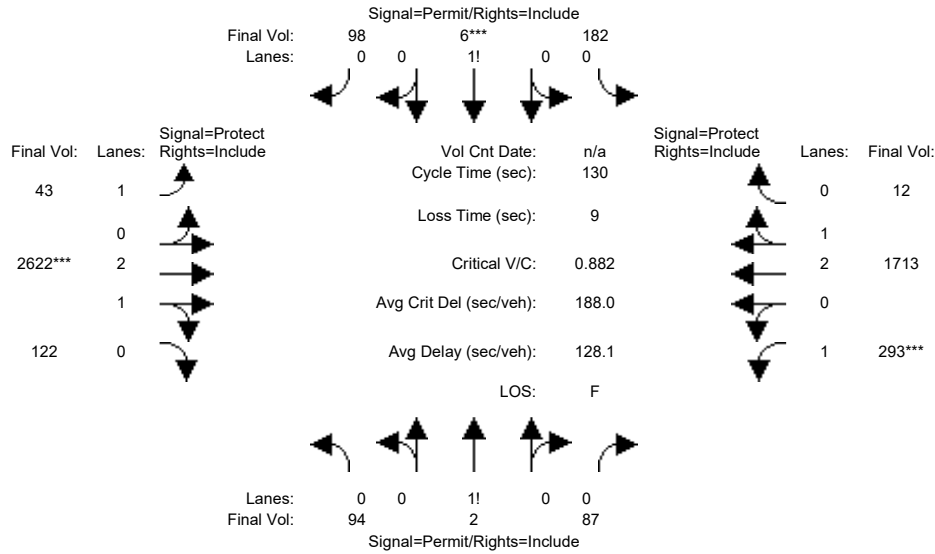 Signal=Permit/Rights=Include
Final Vol: 98 6*** 182
Lanes: 0 0 1! 0 0
Signal=Protect Signal=Protect
Final Vol: Lanes: Rights=Include Vol Cnt Date: n/a Rights=Include Lanes: Final Vol:
Cycle Time (sec): 130
43 1 0 12
Loss Time (sec): 9
0 1
2622*** 2 Critical V/C: 0.882 2 1713
1 Avg Crit Del (sec/veh): 188.0 0
122 0 Avg Delay (sec/veh): 128.1 1 293***
LOS: F
Lanes: 0 0 1! 0 0
Final Vol: 94 2 87
Signal=Permit/Rights=Include